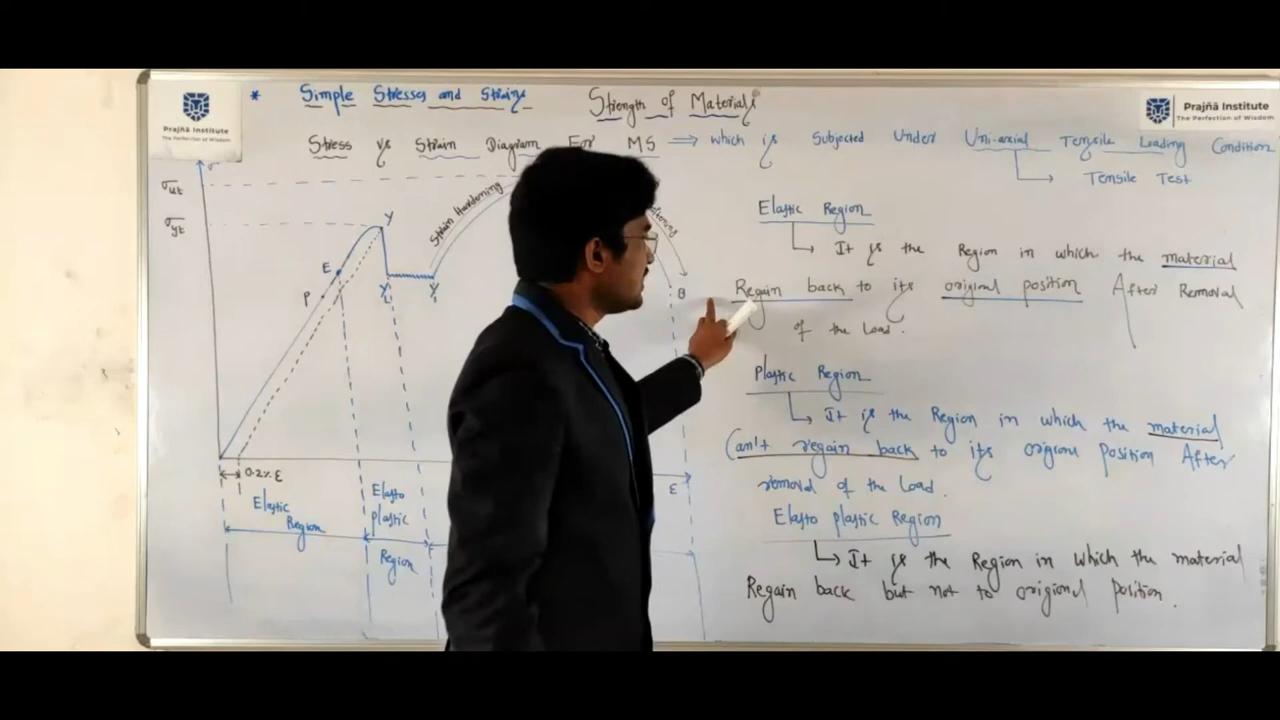 * Simple Stresses and Strains
Strength of Materials
Prajñā Institute
The Perfection of Wisdom
Prajñā Institute
The Perfection of Wisdom
Stress vs Strain Diagram For MS ⇒ which is Subjected Under Uni-axial Tensile Loading Condition
Tensile Test
σut
σyt
Strain Hardening
Y
E
P
B
0.2% ε
ε
Elastic Region
Elasto plastic Region
Elastic Region
It is the Region in which the material
Regain back to its original position After Removal
of the Load.
Plastic Region
It is the Region in which the material
Can't regain back to its origional position After
removal of the Load.
Elasto plastic Region
It is the Region in which the material
Regain back but not to origional position.